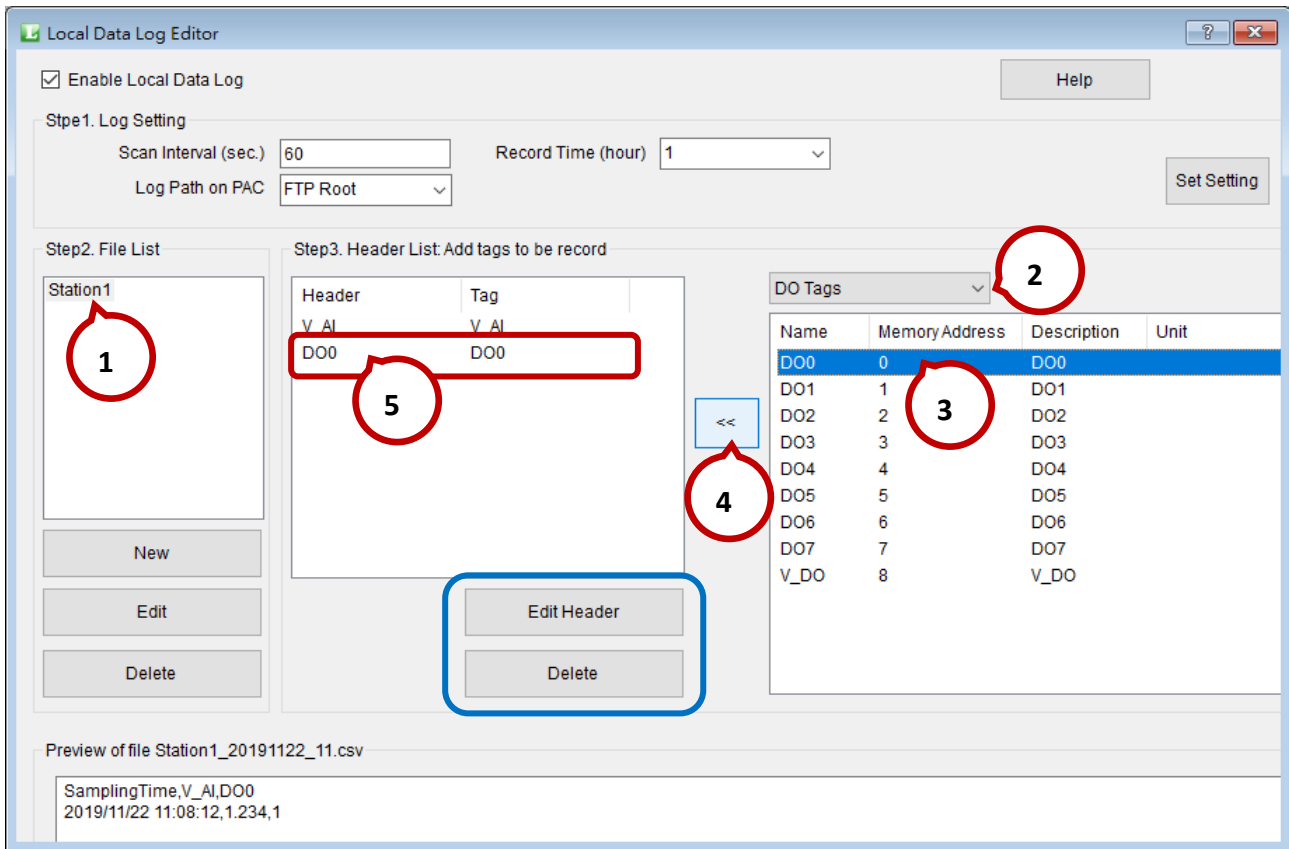 Local Data Log Editor
Enable Local Data Log
Help
Stpe1. Log Setting
Scan Interval (sec.) 60 Record Time (hour) 1
Log Path on PAC FTP Root
Set Setting
Step2. File List
Station1
1
New
Edit
Delete
Step3. Header List: Add tags to be record
Header Tag
V_AI V_AI
DO0 DO0
5
<<
4
Edit Header
Delete
DO Tags
2
Name Memory Address Description Unit
DO0 0 DO0
DO1 1 DO1
DO2 2 DO2
DO3 3 DO3
DO4 4 DO4
DO5 5 DO5
DO6 6 DO6
DO7 7 DO7
V_DO 8 V_DO
3
Preview of file Station1_20191122_11.csv
SamplingTime,V_AI,DO0
2019/11/22 11:08:12,1.234,1